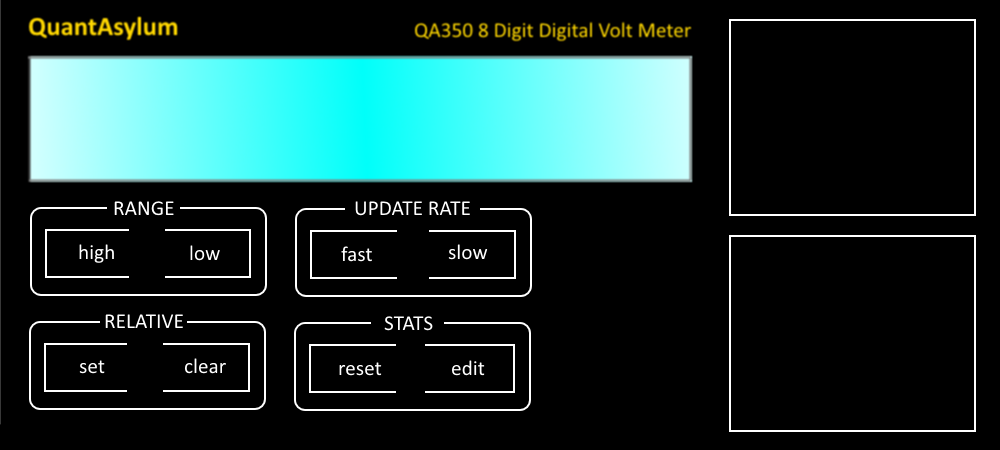 QuantAsylum
QA350 8 Digit Digital Volt Meter
RANGE
high low
UPDATE RATE
fast slow
RELATIVE
set clear
STATS
reset edit